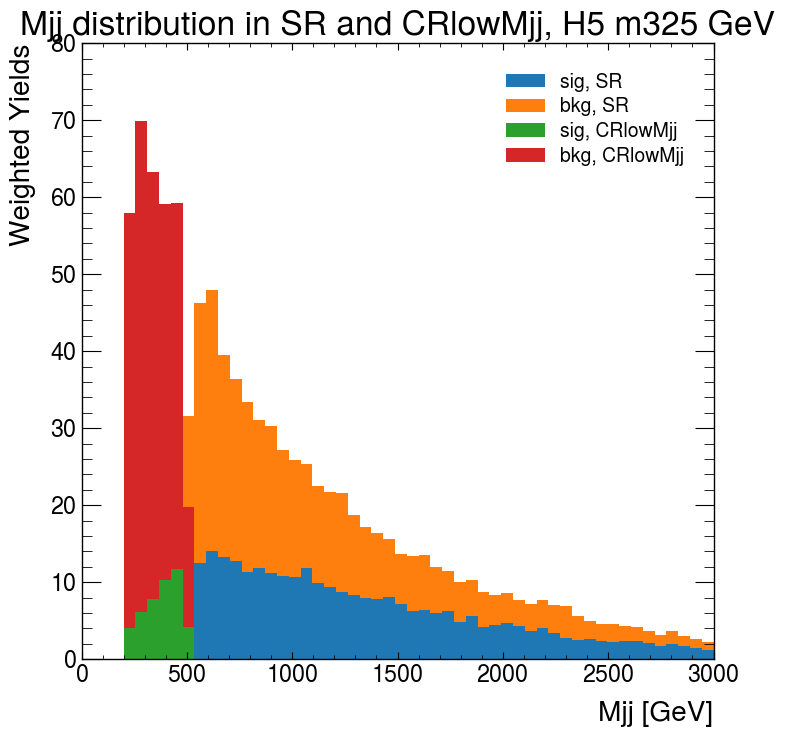 Mjj distribution in SR and CRlowMjj, H5 m325 GeV
Weighted Yields
80
70
60
50
40
30
20
10
0
sig, SR
bkg, SR
sig, CRlowMjj
bkg, CRlowMjj
0 500 1000 1500 2000 2500 3000
Mjj [GeV]